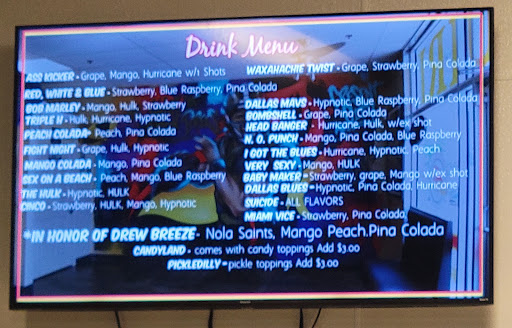 Drink Menu
ASS KICKER - Grape, Mango, Hurricane w/1 Shots
RED, WHITE & BLUE - Strawberry, Blue Raspberry, Pina Colada
BOB MARLEY - Mango, Hulk, Strawberry
TRIPLE H - Hulk, Hurricane, Hypnotic
PEACH COLADA - Peach, Pina Colada
FIGHT NIGHT - Grape, Hulk, Hypnotic
MANGO COLADA - Mango, Pina Colada
SEX ON A BEACH - Peach, Mango, Blue Raspberry
THE HULK - Hypnotic, HULK
CINCO - Strawberry, HULK, Mango, Hypnotic
WAXAHACHIE TWIST - Grape, Strawberry, Pina Colada
DALLAS MAVS - Hypnotic, Blue Raspberry, Pina Colada
BOMBSHELL - Grape, Pina Colada
HEAD BANGER - Hurricane, Hulk, w/ex shot
N. O. PUNCH - Mango, Pina Colada, Blue Raspberry
I GOT THE BLUES - Hurricane, Hypnotic, Peach
VERY SEXY - Mango, HULK
BABY MAKER - Strawberry, grape, Mango w/ex shot
DALLAS BLUES - Hypnotic, Pina Colada, Hurricane
SUICIDE - ALL FLAVORS
MIAMI VICE - Strawberry, Pina Colada
*IN HONOR OF DREW BREEZE - Nola Saints, Mango Peach.Pina Colada
CANDYLAND - comes with candy toppings Add $3.00
PICKLEDILLY - pickle toppings Add $3.00